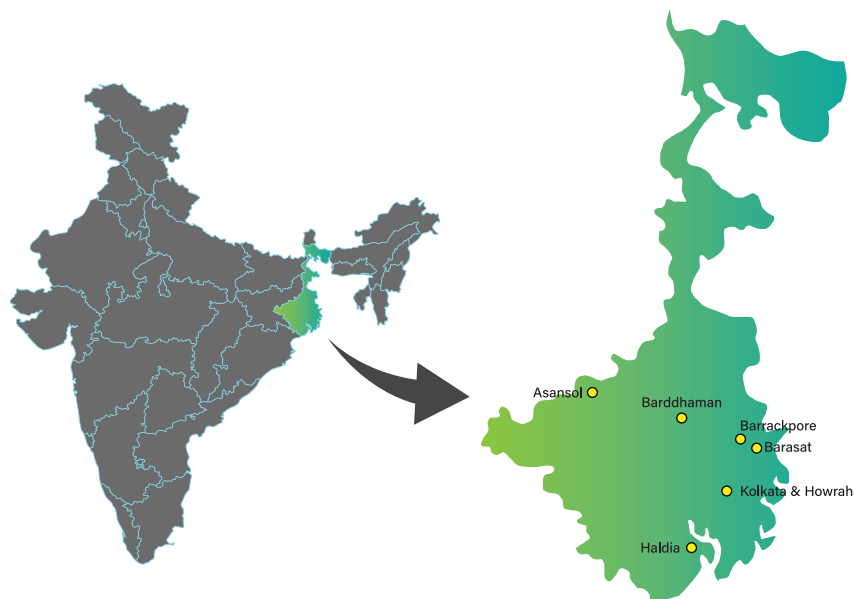 Asansol
Barddhaman
Barrackpore
Barasat
Kolkata & Howrah
Haldia